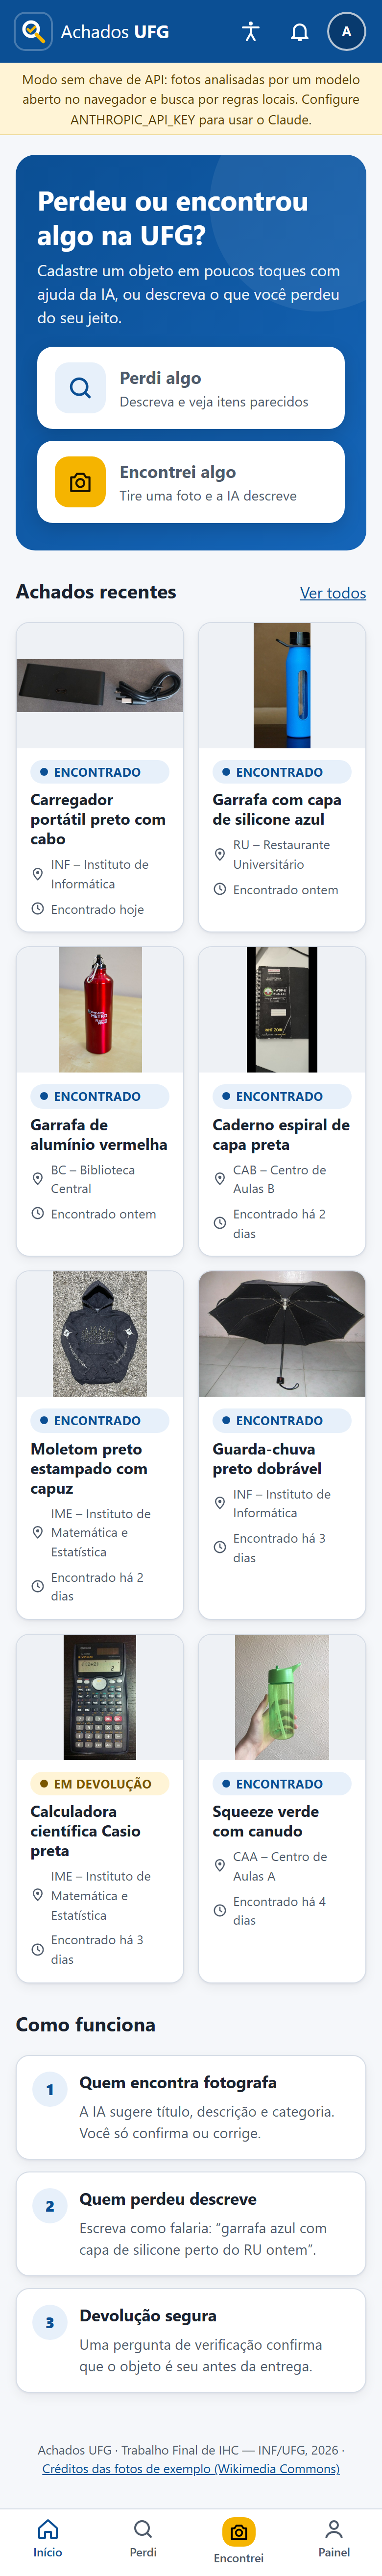 Achados UFG
A
Modo sem chave de API: fotos analisadas por um modelo
aberto no navegador e busca por regras locais. Configure
ANTHROPIC_API_KEY para usar o Claude.
Perdeu ou encontrou
algo na UFG?
Cadastre um objeto em poucos toques com
ajuda da IA, ou descreva o que você perdeu
do seu jeito.
Perdi algo
Descreva e veja itens parecidos
Encontrei algo
Tire uma foto e a IA descreve
Achados recentes
Ver todos
ENCONTRADO
Carregador
portátil preto com
cabo
INF – Instituto de
Informática
Encontrado hoje
ENCONTRADO
Garrafa com capa
de silicone azul
RU – Restaurante
Universitário
Encontrado ontem
ENCONTRADO
Garrafa de
alumínio vermelha
BC – Biblioteca
Central
Encontrado ontem
ENCONTRADO
Caderno espiral de
capa preta
CAB – Centro de
Aulas B
Encontrado há 2
dias
ENCONTRADO
Moletom preto
estampado com
capuz
IME – Instituto de
Matemática e
Estatística
Encontrado há 2
dias
ENCONTRADO
Guarda-chuva
preto dobrável
INF – Instituto de
Informática
Encontrado há 3
dias
EM DEVOLUÇÃO
Calculadora
científica Casio
preta
IME – Instituto de
Matemática e
Estatística
Encontrado há 3
dias
ENCONTRADO
Squeeze verde
com canudo
CAA – Centro de
Aulas A
Encontrado há 4
dias
Como funciona
1
Quem encontra fotografa
A IA sugere título, descrição e categoria.
Você só confirma ou corrige.
2
Quem perdeu descreve
Escreva como falaria: “garrafa azul com
capa de silicone perto do RU ontem”.
3
Devolução segura
Uma pergunta de verificação confirma
que o objeto é seu antes da entrega.
Achados UFG · Trabalho Final de IHC — INF/UFG, 2026 ·
Créditos das fotos de exemplo (Wikimedia Commons)
Início
Perdi
Encontrei
Painel